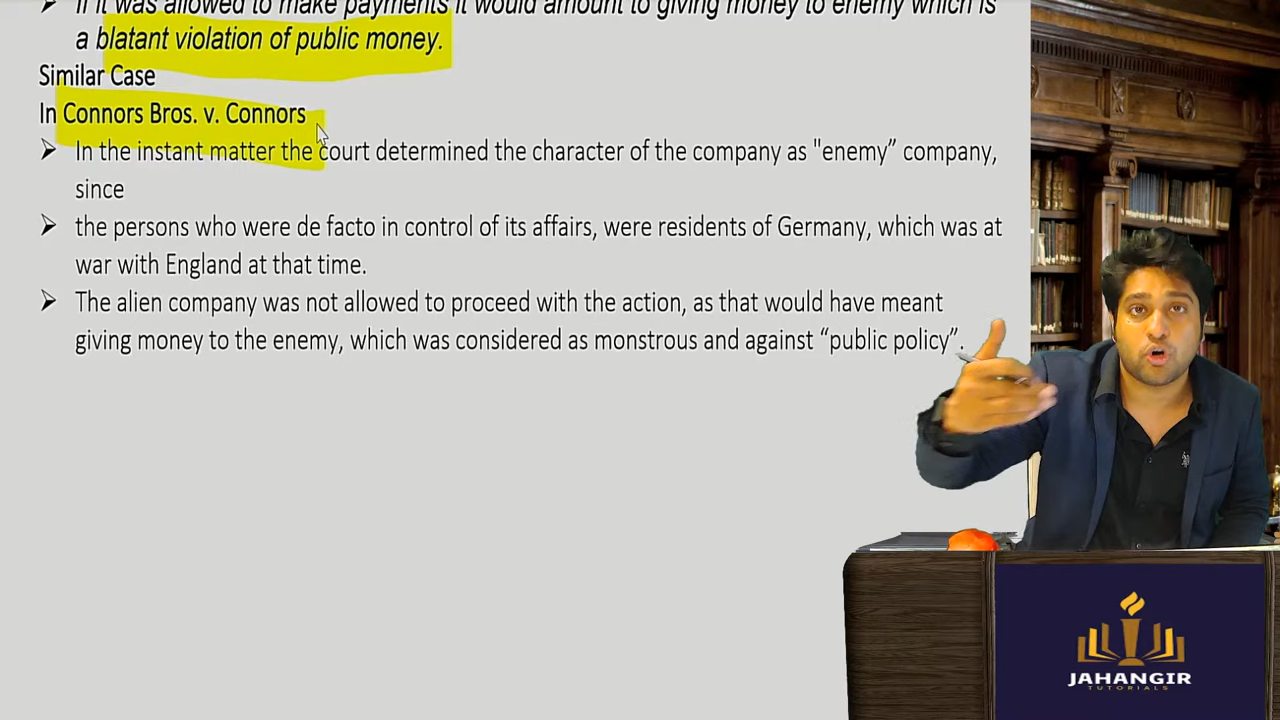 ➢ If it was allowed to make payments it would amount to giving money to enemy which is
a blatant violation of public money.
Similar Case
In Connors Bros. v. Connors
➢ In the instant matter the court determined the character of the company as "enemy” company,
since
➢ the persons who were de facto in control of its affairs, were residents of Germany, which was at
war with England at that time.
➢ The alien company was not allowed to proceed with the action, as that would have meant
giving money to the enemy, which was considered as monstrous and against “public policy”.
JAHANGIR
TUTORIALS